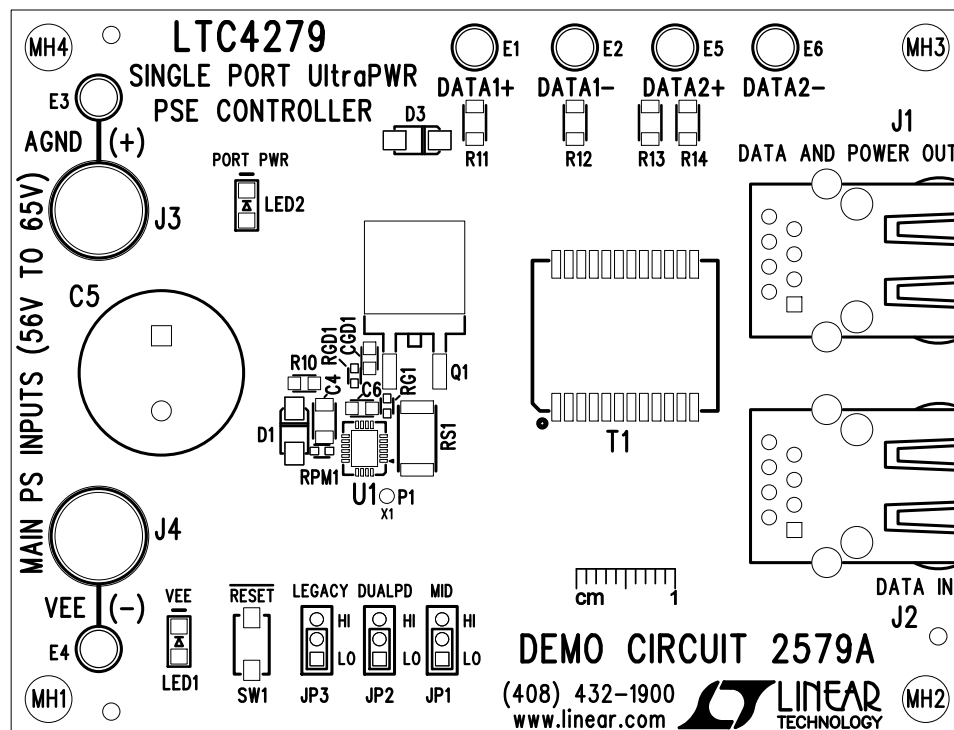 MH4
LTC4279
SINGLE PORT UltraPWR
PSE CONTROLLER
E1
E2
E5
E6
MH3
DATA1+
DATA1-
DATA2+
DATA2-
E3
AGND (+)
J3
D3
R11
R12
R13
R14
J1
DATA AND POWER OUT
PORT PWR
LED2
MAIN PS INPUTS (56V TO 65V)
C5
RGD1
CGD1
Q1
R10
C4
C6
RG1
D1
RS1
RPM1
U1
P1
X1
T1
J4
VEE (-)
E4
VEE
LED1
RESET
SW1
LEGACY
HI
LO
JP3
DUALPD
HI
LO
JP2
MID
HI
LO
JP1
cm 1
DATA IN
J2
DEMO CIRCUIT 2579A
(408) 432-1900
www.linear.com
LINEAR
TECHNOLOGY
MH1
MH2